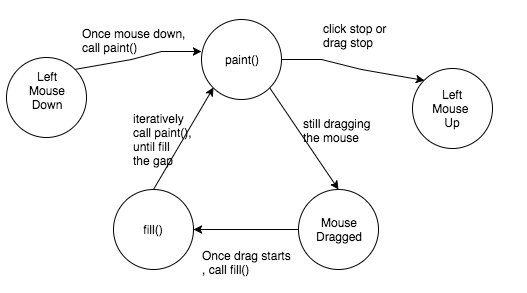 Once mouse down,
call paint()
click stop or
drag stop
Left
Mouse
Down
paint()
Left
Mouse
Up
iteratively
call paint(),
until fill
the gap
still dragging
the mouse
fill()
Mouse
Dragged
Once drag starts
, call fill()